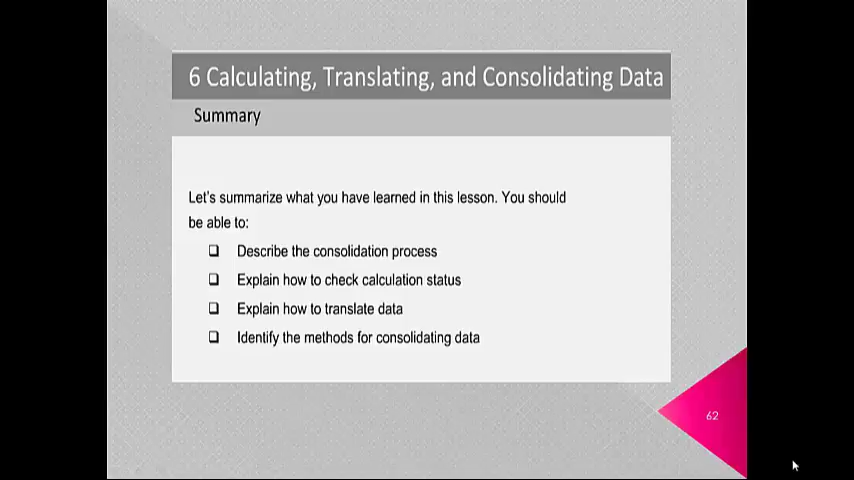 6 Calculating, Translating, and Consolidating Data
Summary
Let's summarize what you have learned in this lesson. You should
be able to:
Describe the consolidation process
Explain how to check calculation status
Explain how to translate data
Identify the methods for consolidating data
62